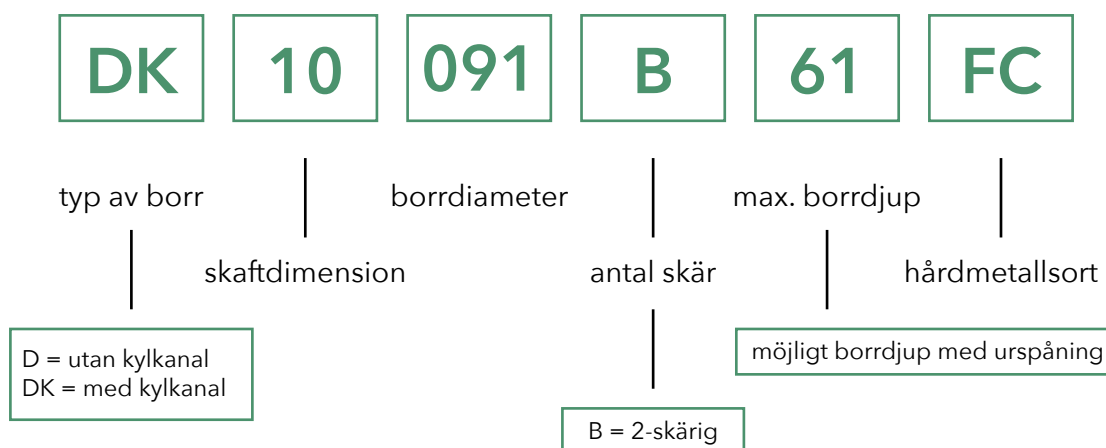 DK 10 091 B 61 FC
typ av borr borrdiameter max. borrdjup
skaftdimension antal skär hårdmetallsort
D = utan kylkanal
DK = med kylkanal
möjligt borrdjup med urspåning
B = 2-skärig